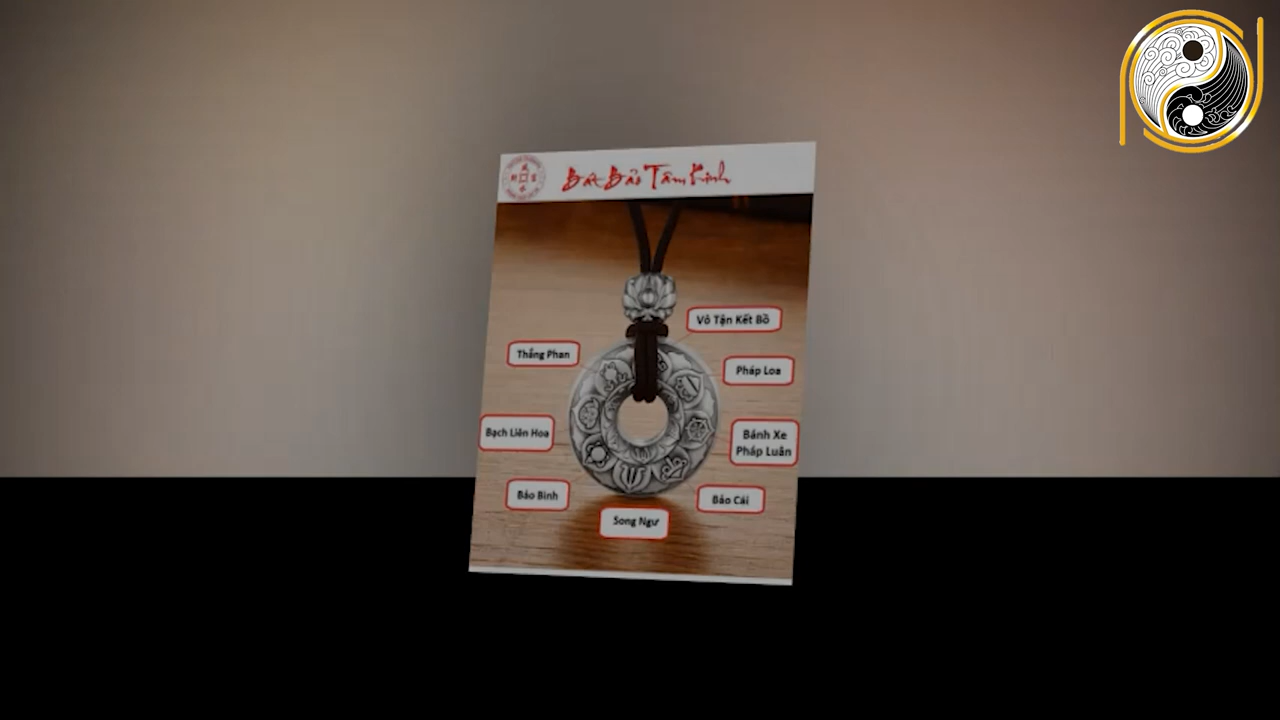 Bát Bảo Tâm Kinh
Vô Tận Kết Bồ
Thắng Phan
Pháp Loa
Bạch Liên Hoa
Bánh Xe
Pháp Luân
Bảo Bình
Bảo Cái
Song Ngư